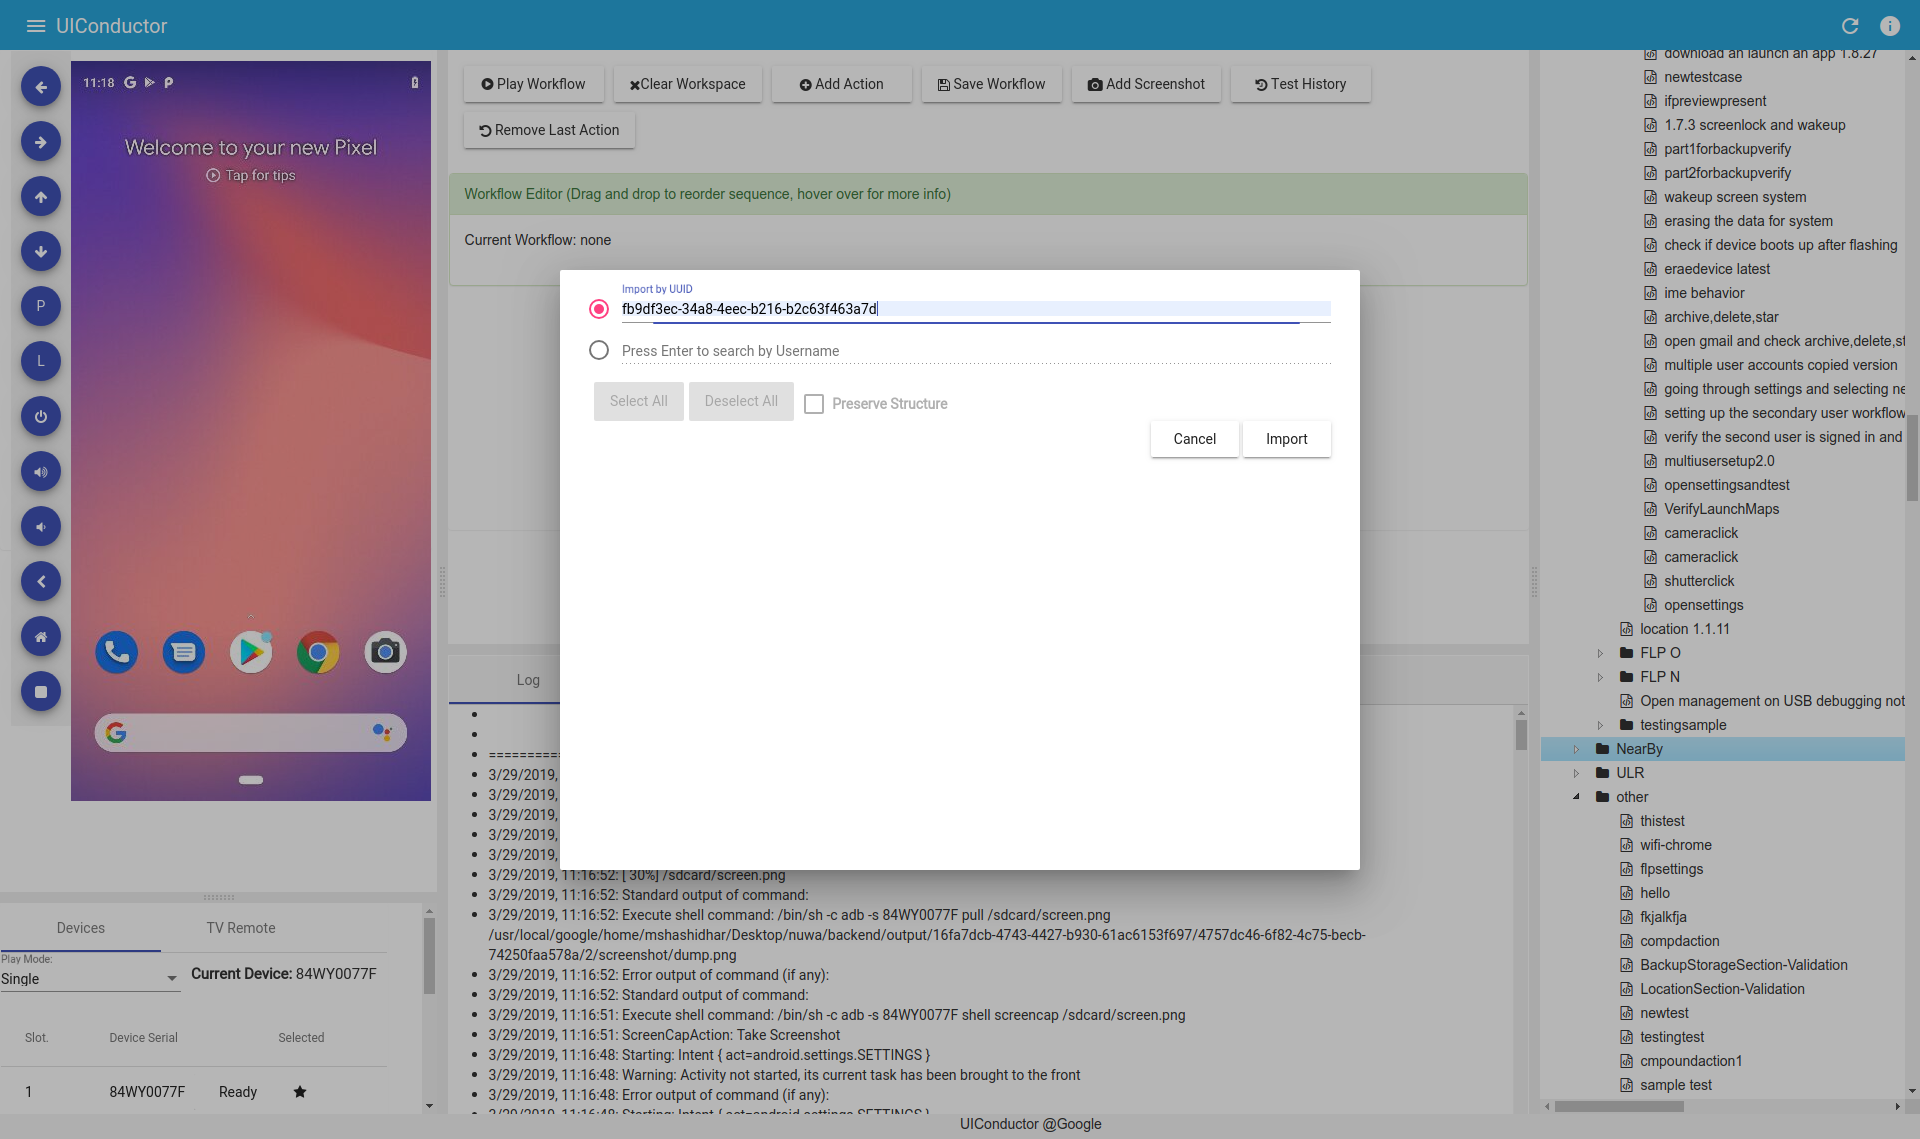 UIConductor
11:18
Welcome to your new Pixel
Tap for tips
P
L
Play Workflow
Clear Workspace
Add Action
Save Workflow
Add Screenshot
Test History
Remove Last Action
Workflow Editor (Drag and drop to reorder sequence, hover over for more info)
Current Workflow: none
Import by UUID
fb9df3ec-34a8-4eec-b216-b2c63f463a7d
Press Enter to search by Username
Select All
Deselect All
Preserve Structure
Cancel
Import
Log
==========
3/29/2019,
3/29/2019,
3/29/2019,
3/29/2019,
3/29/2019,
3/29/2019, 11:16:52: [ 30%] /sdcard/screen.png
3/29/2019, 11:16:52: Standard output of command:
3/29/2019, 11:16:52: Execute shell command: /bin/sh -c adb -s 84WY0077F pull /sdcard/screen.png
/usr/local/google/home/mshashidhar/Desktop/nuwa/backend/output/16fa7dcb-4743-4427-b930-61ac6153f697/4757dc46-6f82-4c75-becb-
74250faa578a/2/screenshot/dump.png
3/29/2019, 11:16:52: Error output of command (if any):
3/29/2019, 11:16:52: Standard output of command:
3/29/2019, 11:16:51: Execute shell command: /bin/sh -c adb -s 84WY0077F shell screencap /sdcard/screen.png
3/29/2019, 11:16:51: ScreenCapAction: Take Screenshot
3/29/2019, 11:16:48: Starting: Intent { act=android.settings.SETTINGS }
3/29/2019, 11:16:48: Warning: Activity not started, its current task has been brought to the front
3/29/2019, 11:16:48: Error output of command (if any):
3/29/2019, 11:16:48: Starting: Intent { act=android.settings.SETTINGS }
Devices
TV Remote
Play Mode:
Single
Current Device: 84WY0077F
Slot.
Device Serial
Selected
1
84WY0077F
Ready
download an launch an app 1.8.27
newtestcase
ifpreviewpresent
1.7.3 screenlock and wakeup
part1forbackupverify
part2forbackupverify
wakeup screen system
erasing the data for system
check if device boots up after flashing
eraedevice latest
ime behavior
archive,delete,star
open gmail and check archive,delete,st
multiple user accounts copied version
going through settings and selecting ne
setting up the secondary user workflow
verify the second user is signed in and
multiusersetup2.0
opensettingsandtest
VerifyLaunchMaps
cameraclick
cameraclick
shutterclick
opensettings
location 1.1.11
FLP O
FLP N
Open management on USB debugging not
testingsample
NearBy
ULR
other
thistest
wifi-chrome
flpsettings
hello
fkjalkfja
compdaction
BackupStorageSection-Validation
LocationSection-Validation
newtest
testingtest
cmpoundaction1
sample test
UIConductor @Google